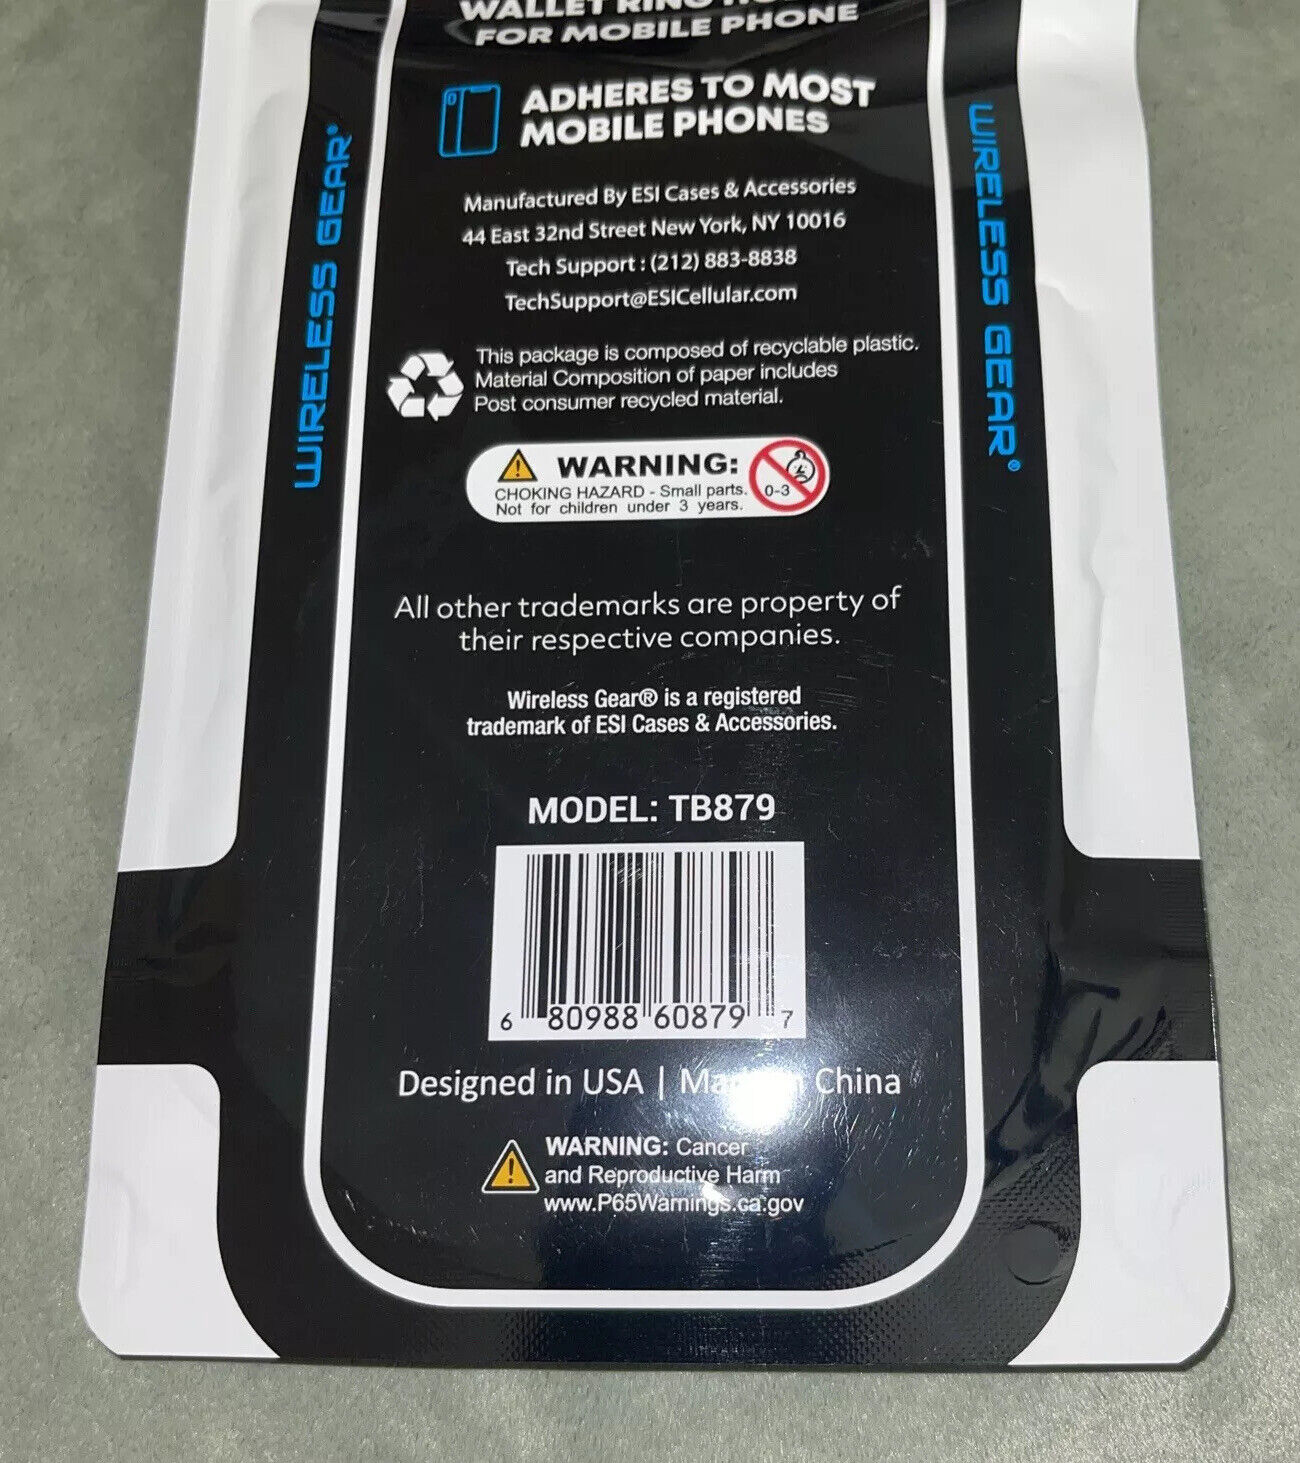 WALLET RING
FOR MOBILE PHONE
ADHERES TO MOST
MOBILE PHONES
Manufactured By ESI Cases & Accessories
44 East 32nd Street New York, NY 10016
Tech Support : (212) 883-8838
TechSupport@ESICellular.com
This package is composed of recyclable plastic.
Material Composition of paper includes
Post consumer recycled material.
WARNING:
CHOKING HAZARD - Small parts.
Not for children under 3 years.
0-3
All other trademarks are property of
their respective companies.
Wireless Gear® is a registered
trademark of ESI Cases & Accessories.
MODEL: TB879
6 80988 60879 7
Designed in USA | Made in China
WARNING: Cancer
and Reproductive Harm
www.P65Warnings.ca.gov
WIRELESS GEAR®
WIRELESS GEAR®